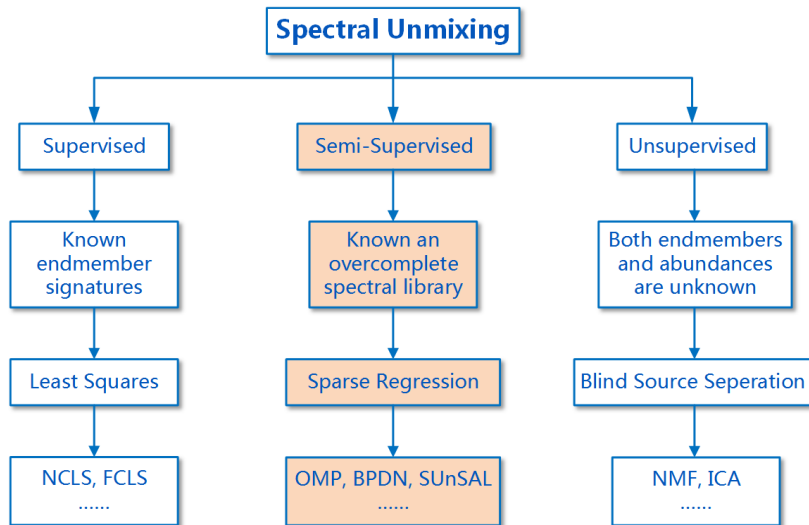 Spectral Unmixing
Supervised
Semi-Supervised
Unsupervised
Known
endmember
signatures
Known an
overcomplete
spectral library
Both endmembers
and abundances
are unknown
Least Squares
Sparse Regression
Blind Source Seperation
NCLS, FCLS
......
OMP, BPDN, SUnSAL
......
NMF, ICA
......